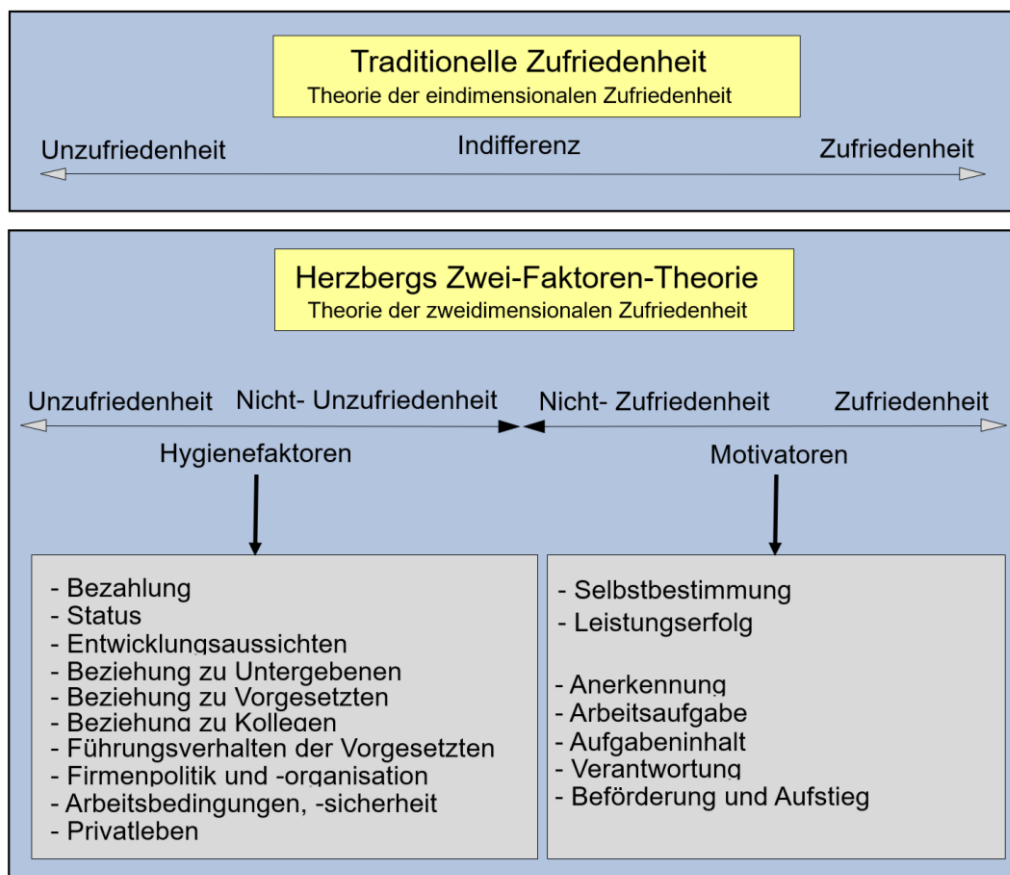 Traditionelle Zufriedenheit
Theorie der eindimensionalen Zufriedenheit
Unzufriedenheit
Indifferenz
Zufriedenheit
Herzbergs Zwei-Faktoren-Theorie
Theorie der zweidimensionalen Zufriedenheit
Unzufriedenheit
Nicht- Unzufriedenheit
Nicht- Zufriedenheit
Zufriedenheit
Hygienefaktoren
Motivatoren
- Bezahlung
- Status
- Entwicklungsaussichten
- Beziehung zu Untergebenen
- Beziehung zu Vorgesetzten
- Beziehung zu Kollegen
- Führungsverhalten der Vorgesetzten
- Firmenpolitik und -organisation
- Arbeitsbedingungen, -sicherheit
- Privatleben
- Selbstbestimmung
- Leistungserfolg
- Anerkennung
- Arbeitsaufgabe
- Aufgabeninhalt
- Verantwortung
- Beförderung und Aufstieg